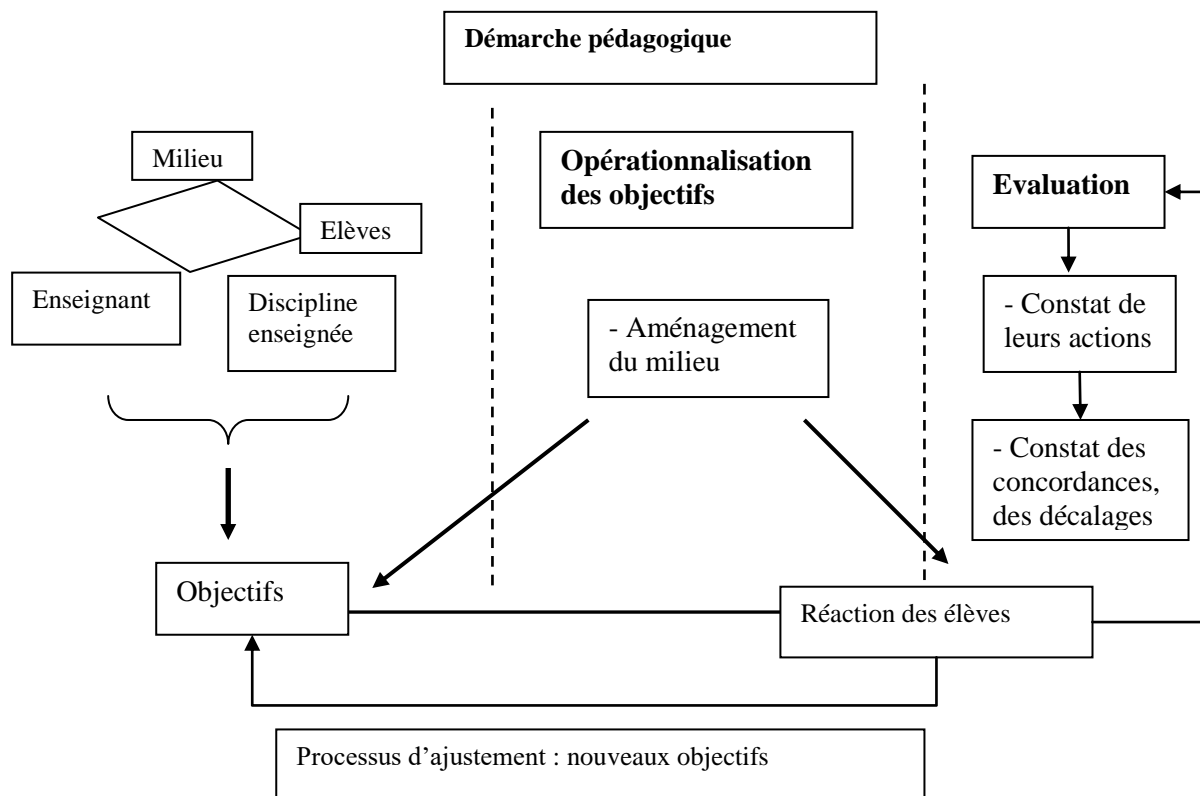 Démarche pédagogique
Milieu
Elèves
Enseignant
Discipline
enseignée
Opérationnalisation
des objectifs
- Aménagement
du milieu
Evaluation
- Constat de
leurs actions
- Constat des
concordances,
des décalages
Objectifs
Réaction des élèves
Processus d’ajustement : nouveaux objectifs